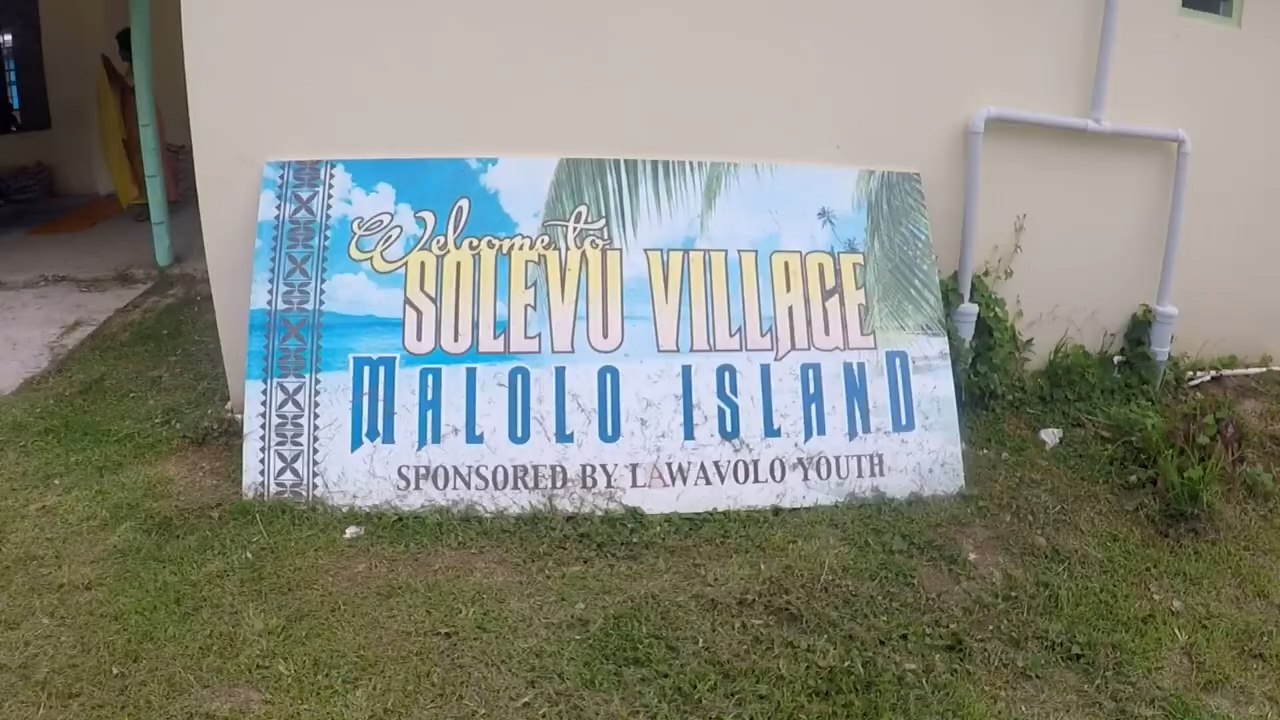 Welcome to
SOLEVU VILLAGE
MALOLO ISLAND
SPONSORED BY LAWAVOLO YOUTH